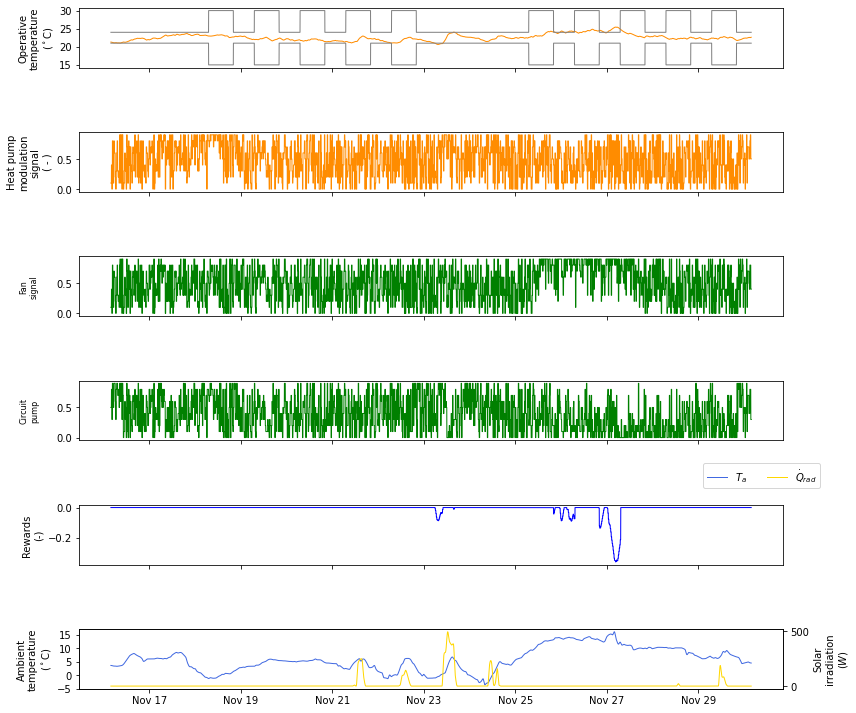 Operative
temperature
(°C)
30
25
20
15
Heat pump
modulation
signal
( - )
0.5
0.0
Fan
signal
0.5
0.0
Circuit
pump
0.5
0.0
T_a
Q̇_rad
Rewards
(-)
0.0
−0.2
Ambient
temperature
(°C)
15
10
5
0
−5
500
0
Solar
irradiation
(W)
Nov 17 Nov 19 Nov 21 Nov 23 Nov 25 Nov 27 Nov 29